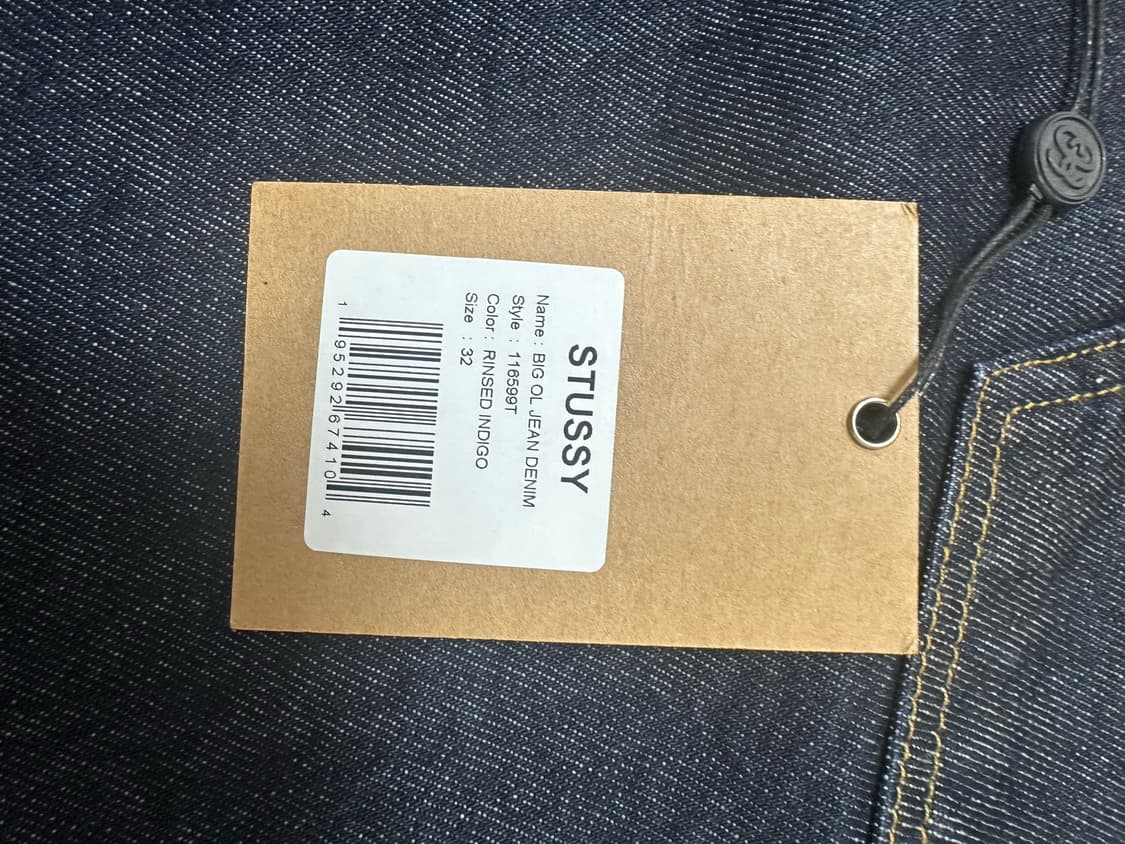 STUSSY
Name : BIG OL JEAN DENIM
Style : 116599T
Color : RINSED INDIGO
Size : 32
1 95292 67410 4